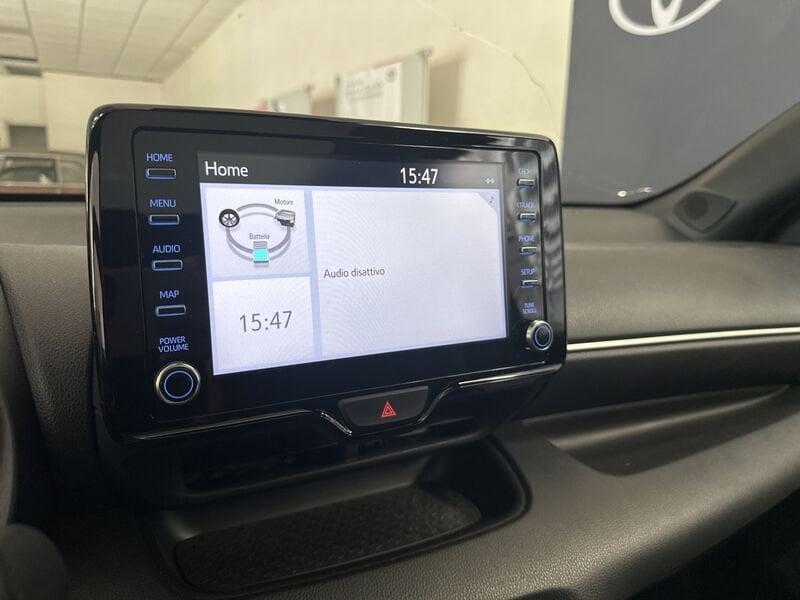 HOME
MENU
AUDIO
MAP
POWER
VOLUME
Home
15:47
Motore
Batteria
15:47
Audio disattivo
CH>
<TRACK
PHONE
SETUP
TUNE
SCROLL